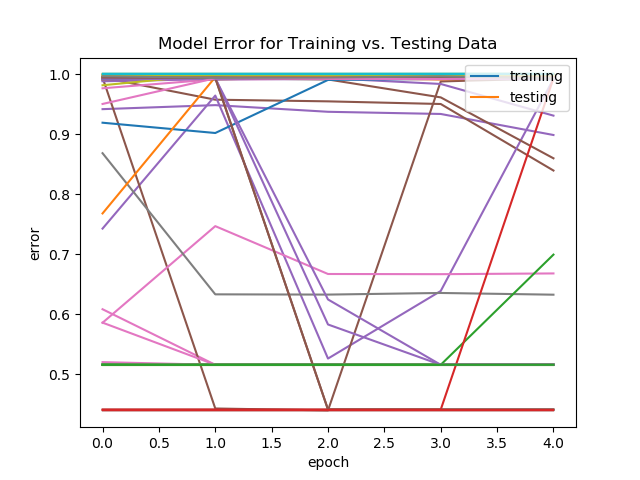 Model Error for Training vs. Testing Data
1.0
0.9
0.8
0.7
0.6
0.5
error
training
testing
0.0 0.5 1.0 1.5 2.0 2.5 3.0 3.5 4.0
epoch